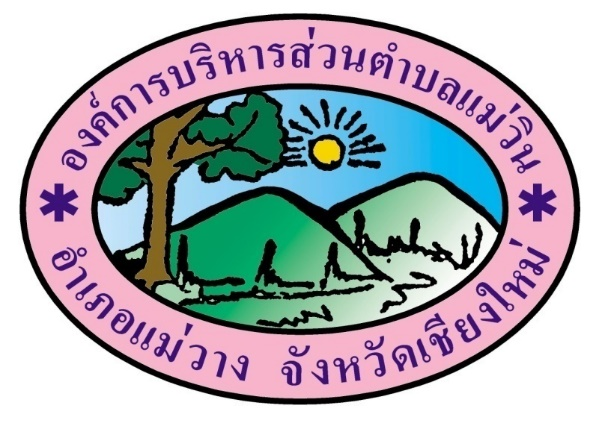 องค์การบริหารส่วนตำบลแม่วิน
อำเภอแม่วาง จังหวัดเชียงใหม่